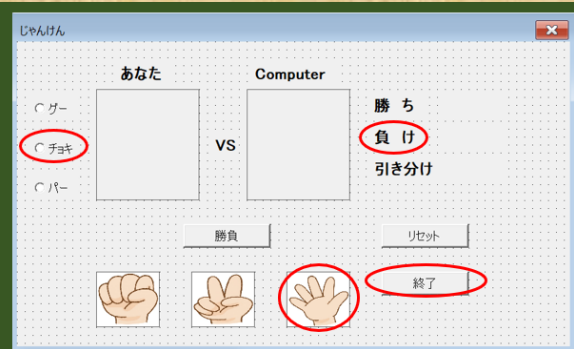 じゃんけん
あなた
Computer
グー
チョキ
パー
VS
勝 ち
負 け
引き分け
勝負
リセット
終了